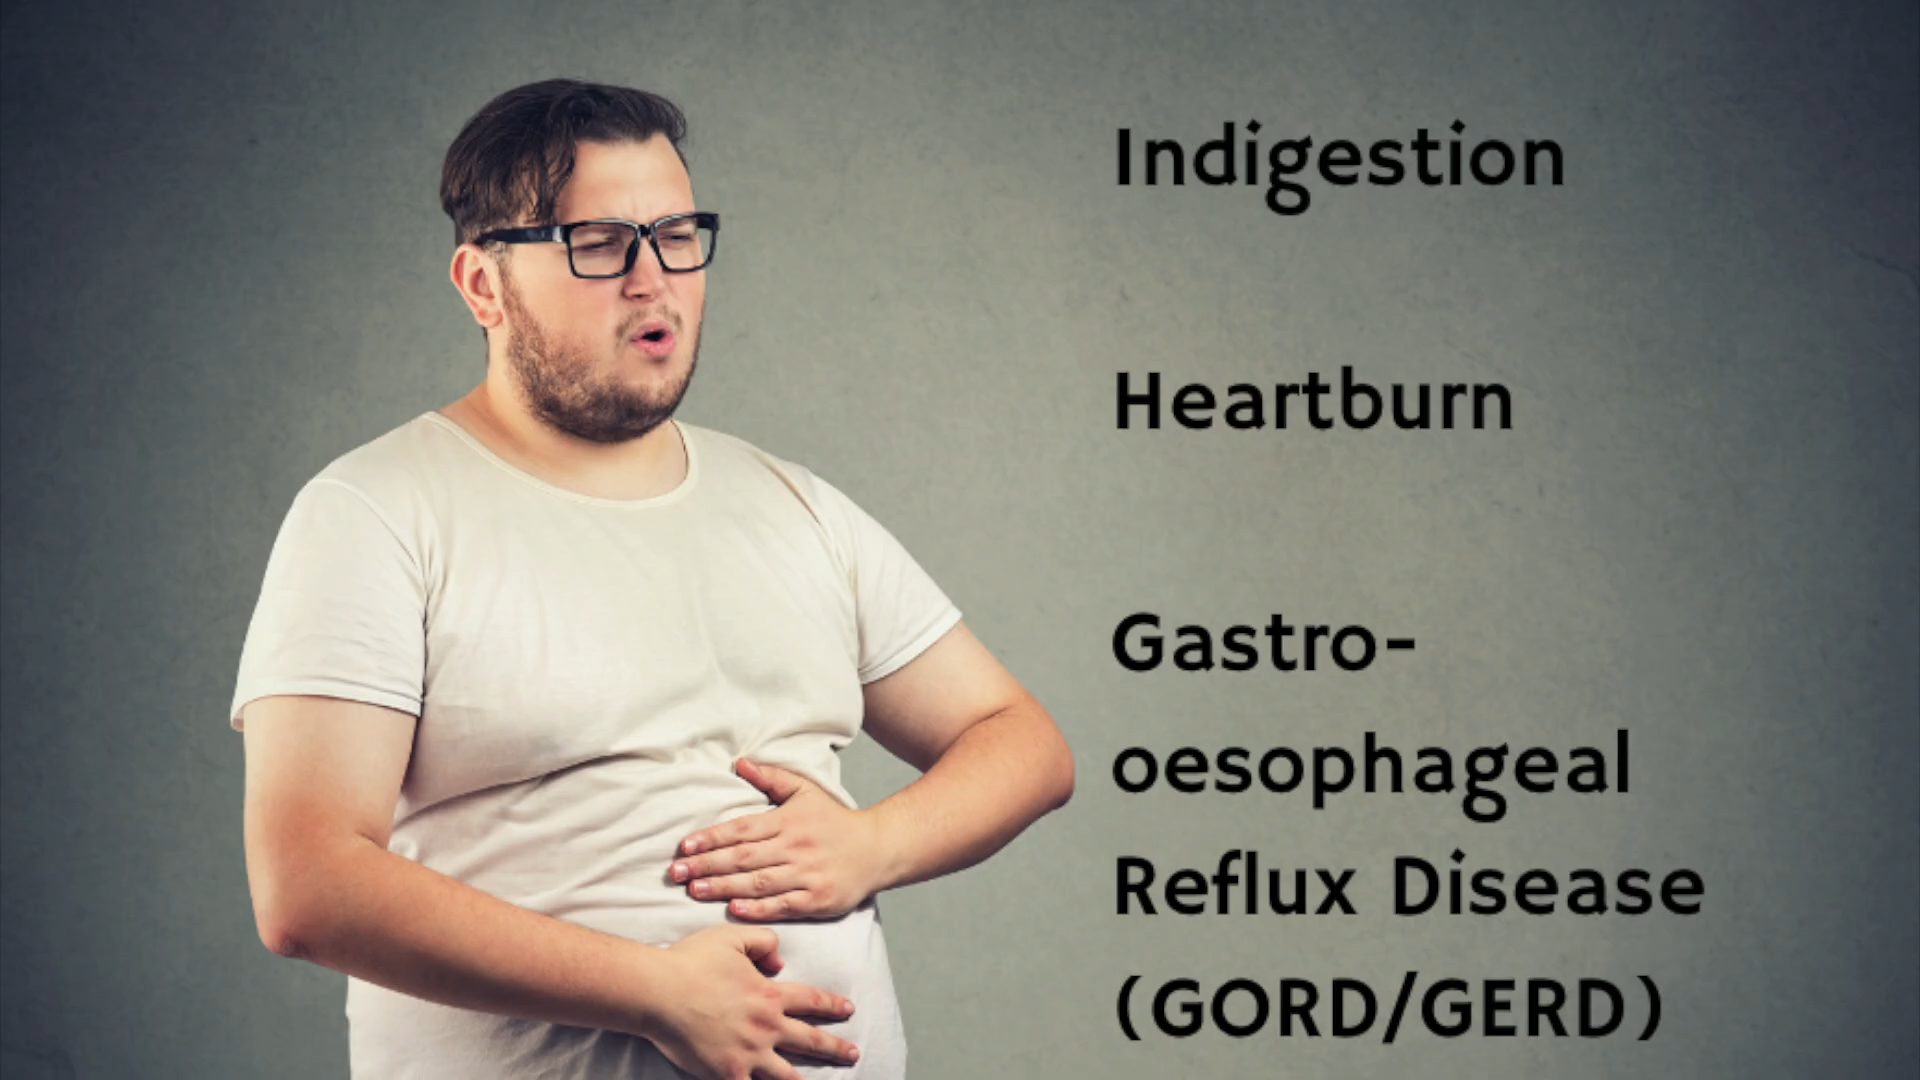 Indigestion
Heartburn
Gastro-
oesophageal
Reflux Disease
(GORD/GERD)